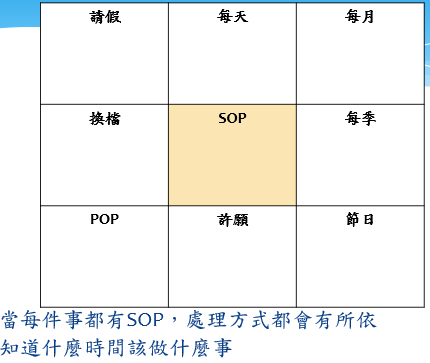 請假 每天 每月
換檔 SOP 每季
POP 許願 節日
當每件事都有SOP，處理方式都會有所依
知道什麼時間該做什麼事